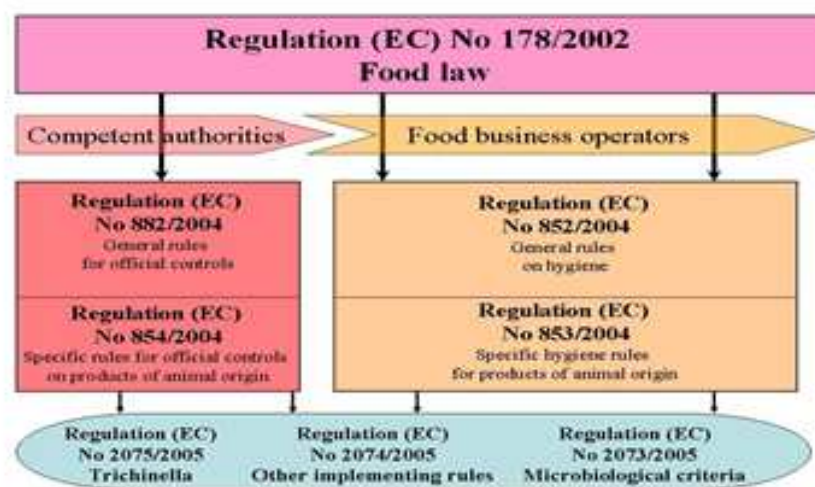 Regulation (EC) No 178/2002
Food law
Competent authorities
Food business operators
Regulation (EC)
No 882/2004
General rules
for official controls
Regulation (EC)
No 852/2004
General rules
on hygiene
Regulation (EC)
No 854/2004
Specific rules for official controls
on products of animal origin
Regulation (EC)
No 853/2004
Specific hygiene rules
for products of animal origin
Regulation (EC)
No 2075/2005
Trichinella
Regulation (EC)
No 2074/2005
Other implementing rules
Regulation (EC)
No 2073/2005
Microbiological criteria